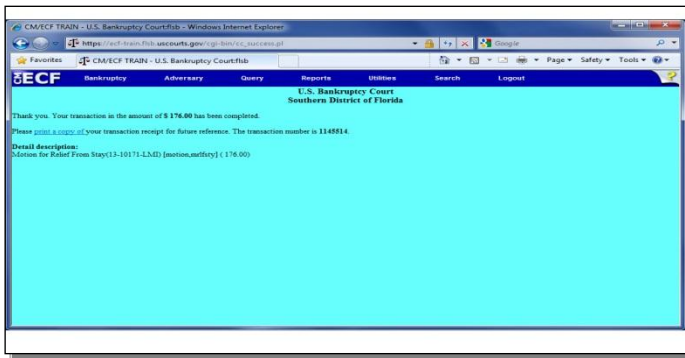 CM/ECF TRAIN - U.S. Bankruptcy Court:flsb - Windows Internet Explorer
https://ecf-train.flsb.uscourts.gov/cgi-bin/cc_success.pl
Google
Favorites CM/ECF TRAIN - U.S. Bankruptcy Court:flsb Page Safety Tools
ECF Bankruptcy Adversary Query Reports Utilities Search Logout ?
U.S. Bankruptcy Court
Southern District of Florida
Thank you. Your transaction in the amount of $ 176.00 has been completed.
Please print a copy of your transaction receipt for future reference. The transaction number is 1145514.
Detail description:
Motion for Relief From Stay(13-10171-LMI) [motion,mrlfsty] ( 176.00)